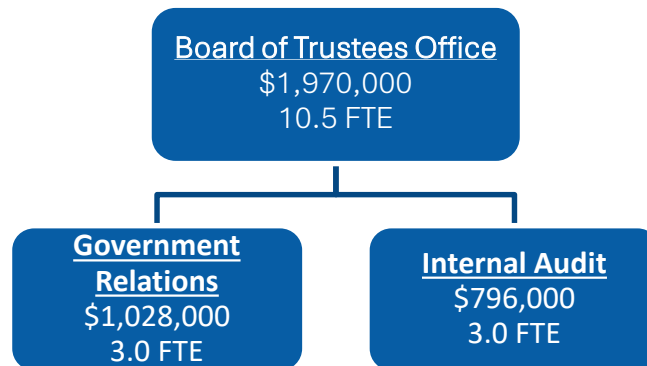 Board of Trustees Office
$1,970,000
10.5 FTE
Government
Relations
$1,028,000
3.0 FTE
Internal Audit
$796,000
3.0 FTE